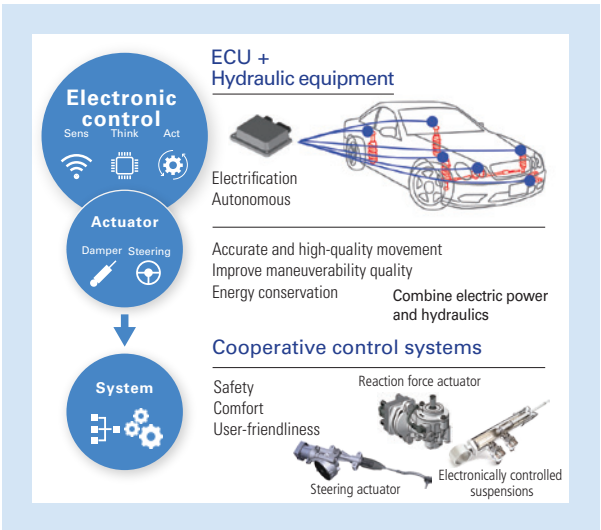 Electronic
control
Sens Think Act
Actuator
Damper Steering
System
ECU +
Hydraulic equipment
Electrification
Autonomous
Accurate and high-quality movement
Improve maneuverability quality
Energy conservation
Combine electric power
and hydraulics
Cooperative control systems
Safety
Comfort
User-friendliness
Reaction force actuator
Steering actuator
Electronically controlled
suspensions